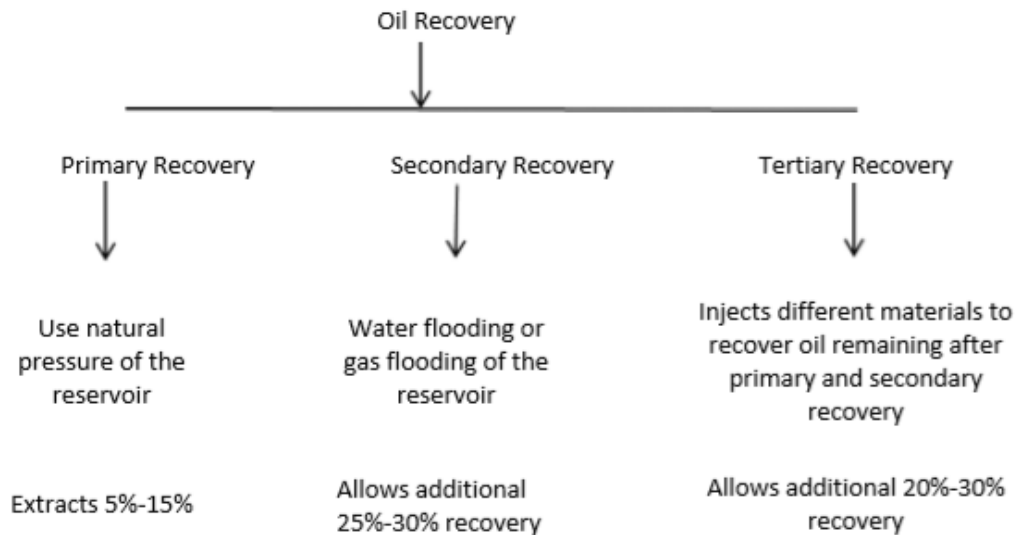 Oil Recovery
Primary Recovery
Secondary Recovery
Tertiary Recovery
Use natural
pressure of the
reservoir
Water flooding or
gas flooding of the
reservoir
Injects different materials to
recover oil remaining after
primary and secondary
recovery
Extracts 5%-15%
Allows additional
25%-30% recovery
Allows additional 20%-30%
recovery